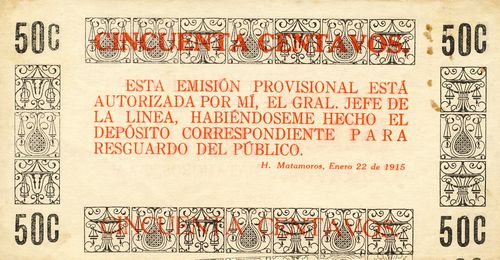 50C CINCUENTA CENTAVOS. 50C
ESTA EMISIÓN PROVISIONAL ESTÁ
AUTORIZADA POR MÍ, EL GRAL. JEFE DE
LA LINEA, HABIÉNDOSEME HECHO EL
DEPÓSITO CORRESPONDIENTE PARA
RESGUARDO DEL PÚBLICO.
H. Matamoros, Enero 22 de 1915
50C CINCUENTA CENTAVOS. 50C